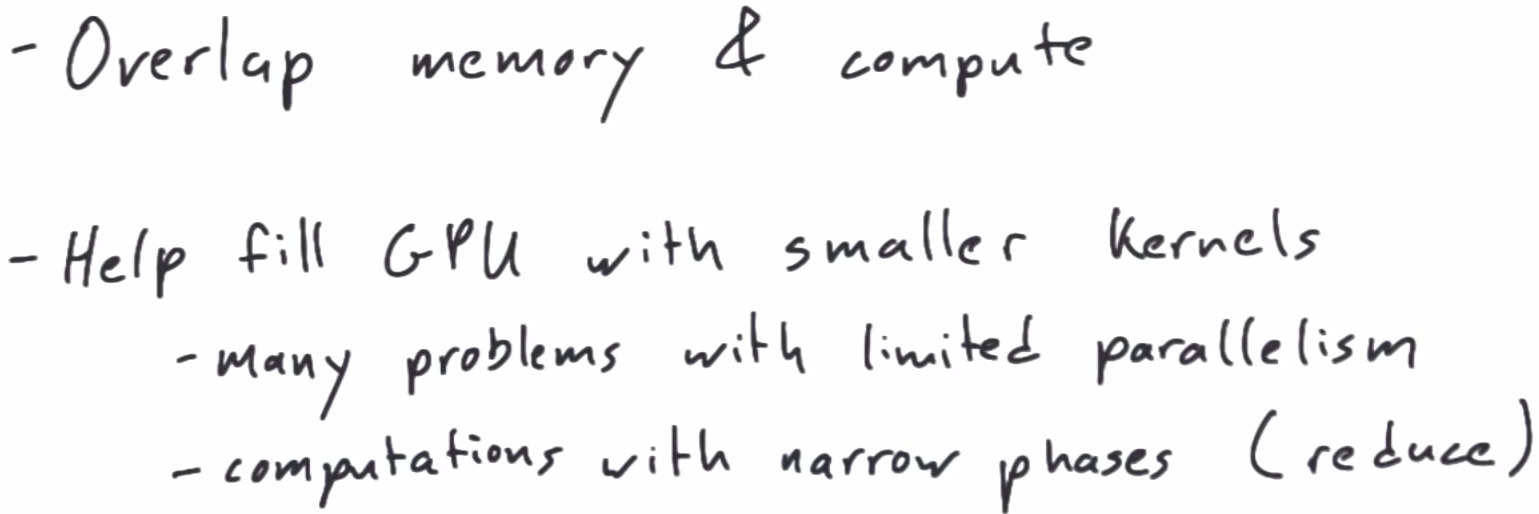 - Overlap memory & compute
- Help fill GPU with smaller kernels
- many problems with limited parallelism
- computations with narrow phases (reduce)